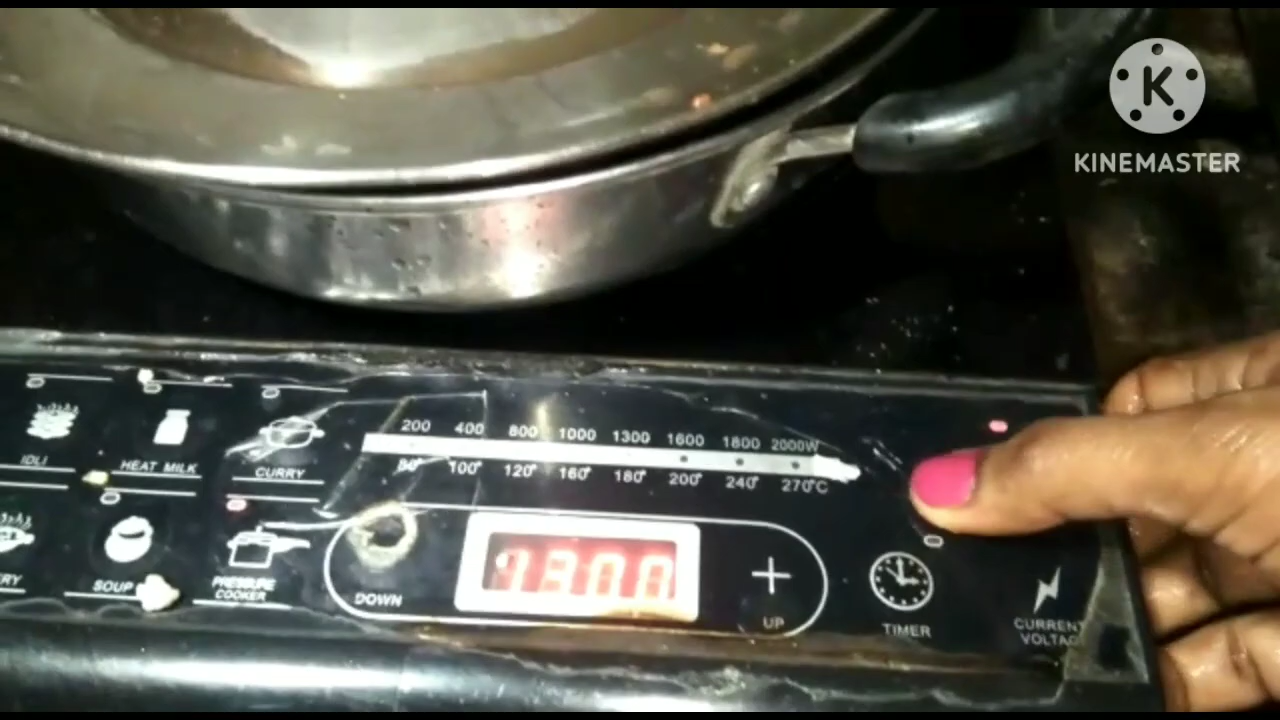 K
KINEMASTER
200 400 800 1000 1300 1600 1800 2000W
80° 100° 120° 160° 180° 200° 240° 270°C
IDLI
HEAT MILK
CURRY
SOUP
PRESSURE
COOKER
DOWN
1300
UP
TIMER
CURRENT